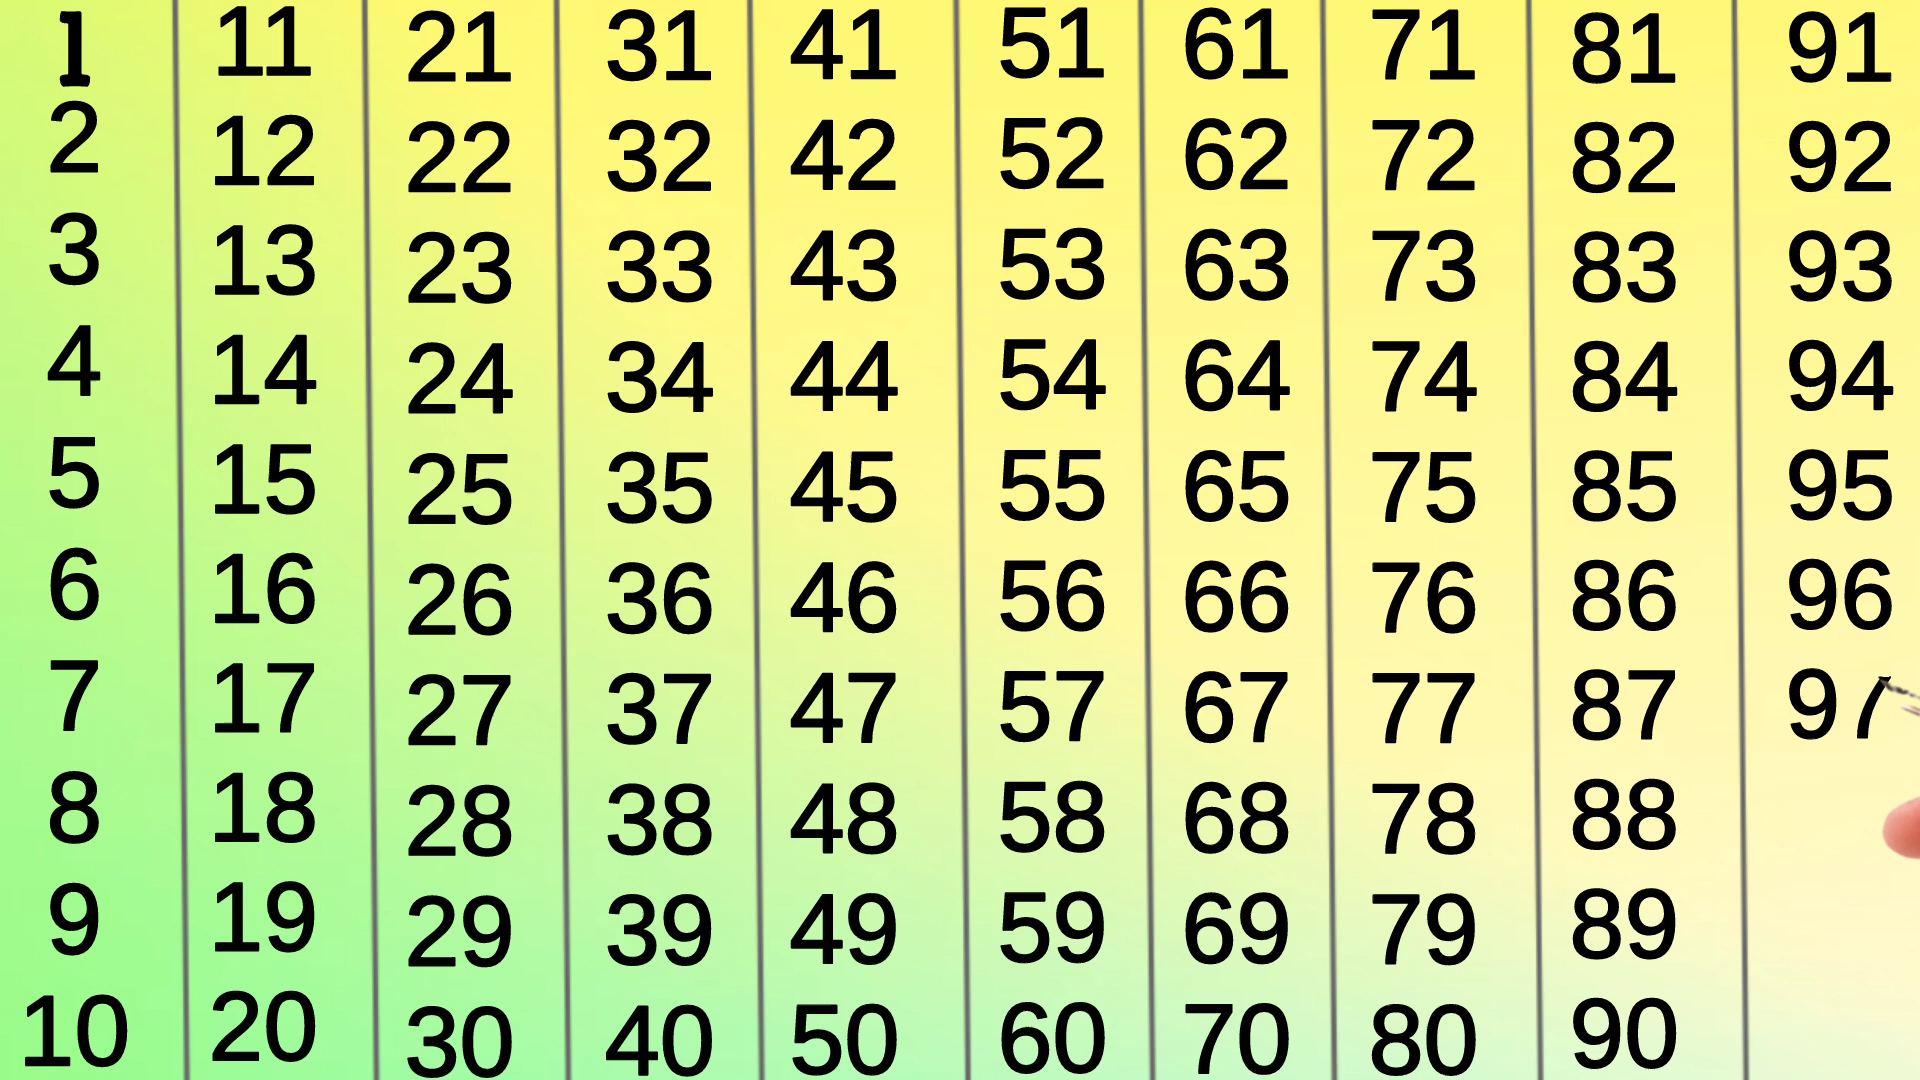 1 11 21 31 41 51 61 71 81 91
2 12 22 32 42 52 62 72 82 92
3 13 23 33 43 53 63 73 83 93
4 14 24 34 44 54 64 74 84 94
5 15 25 35 45 55 65 75 85 95
6 16 26 36 46 56 66 76 86 96
7 17 27 37 47 57 67 77 87 97
8 18 28 38 48 58 68 78 88
9 19 29 39 49 59 69 79 89
10 20 30 40 50 60 70 80 90